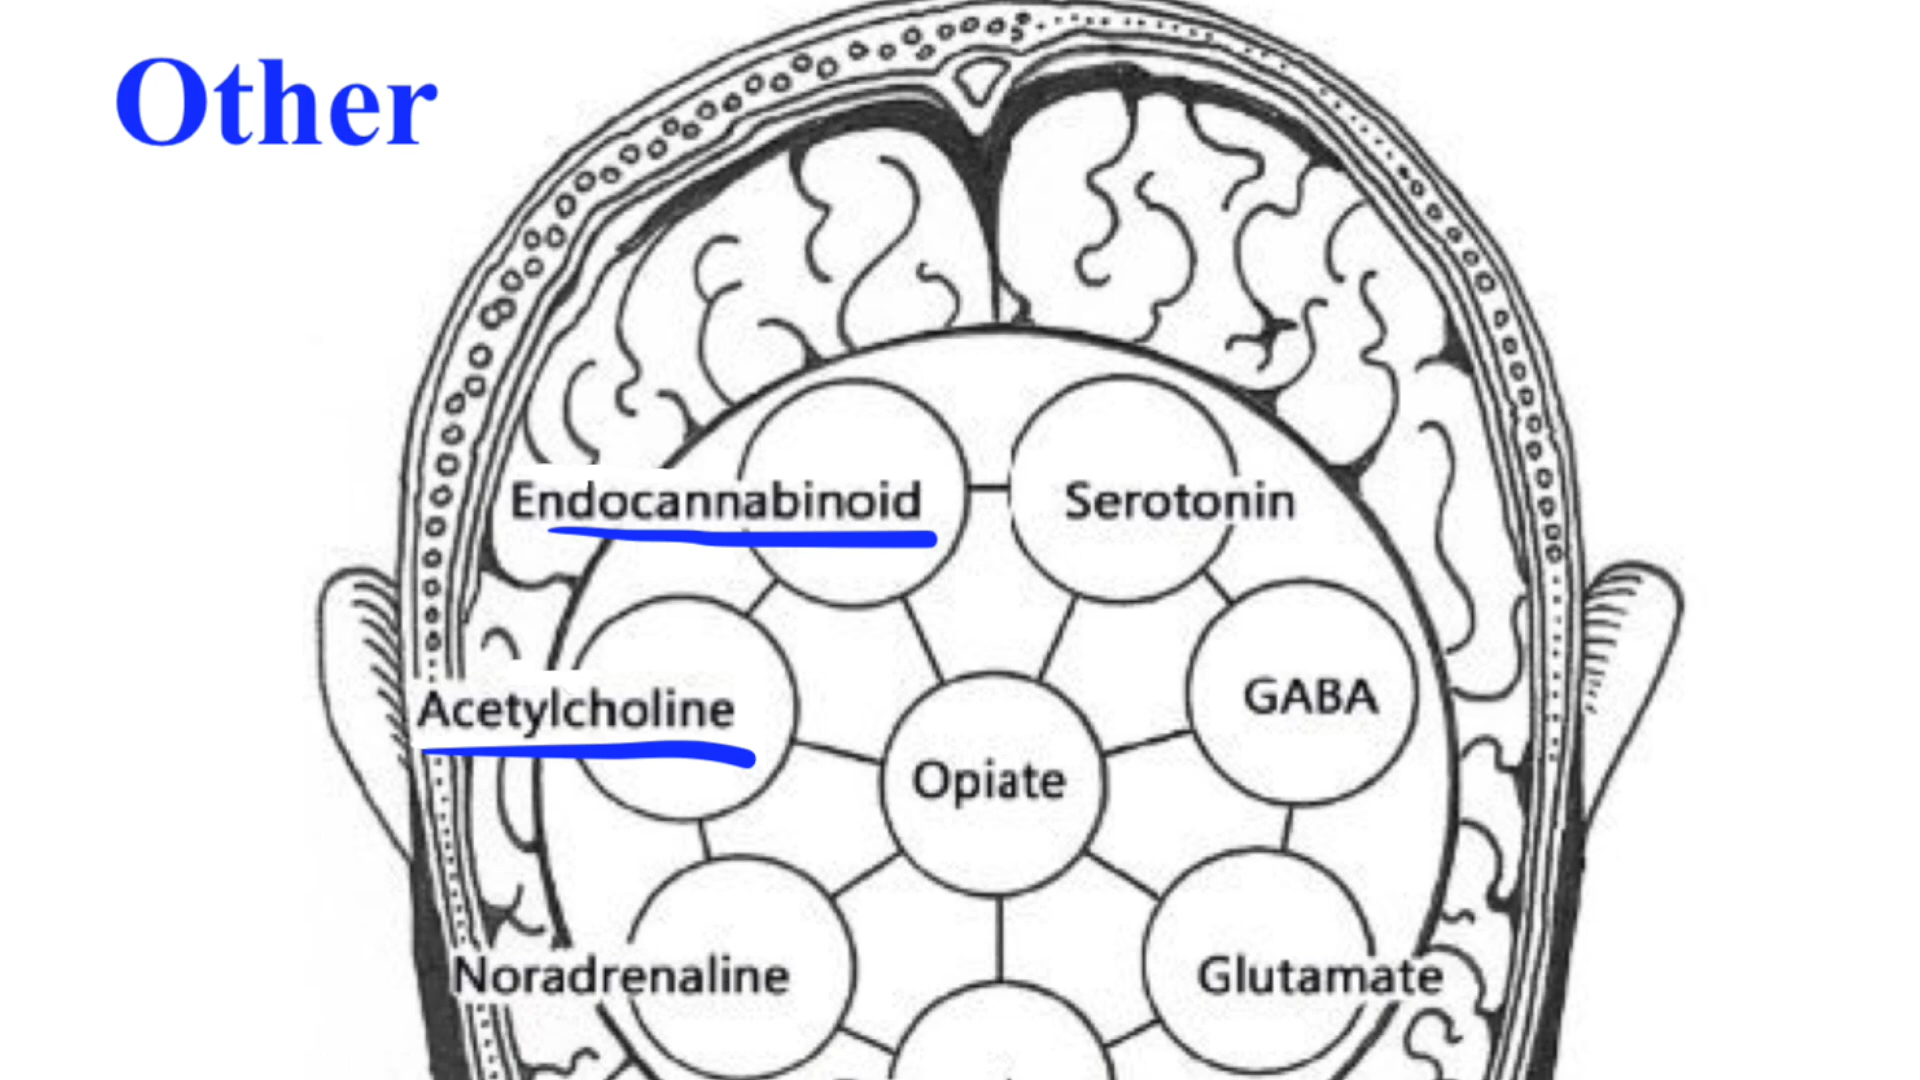 Other
Endocannabinoid
Serotonin
Acetylcholine
GABA
Opiate
Noradrenaline
Glutamate